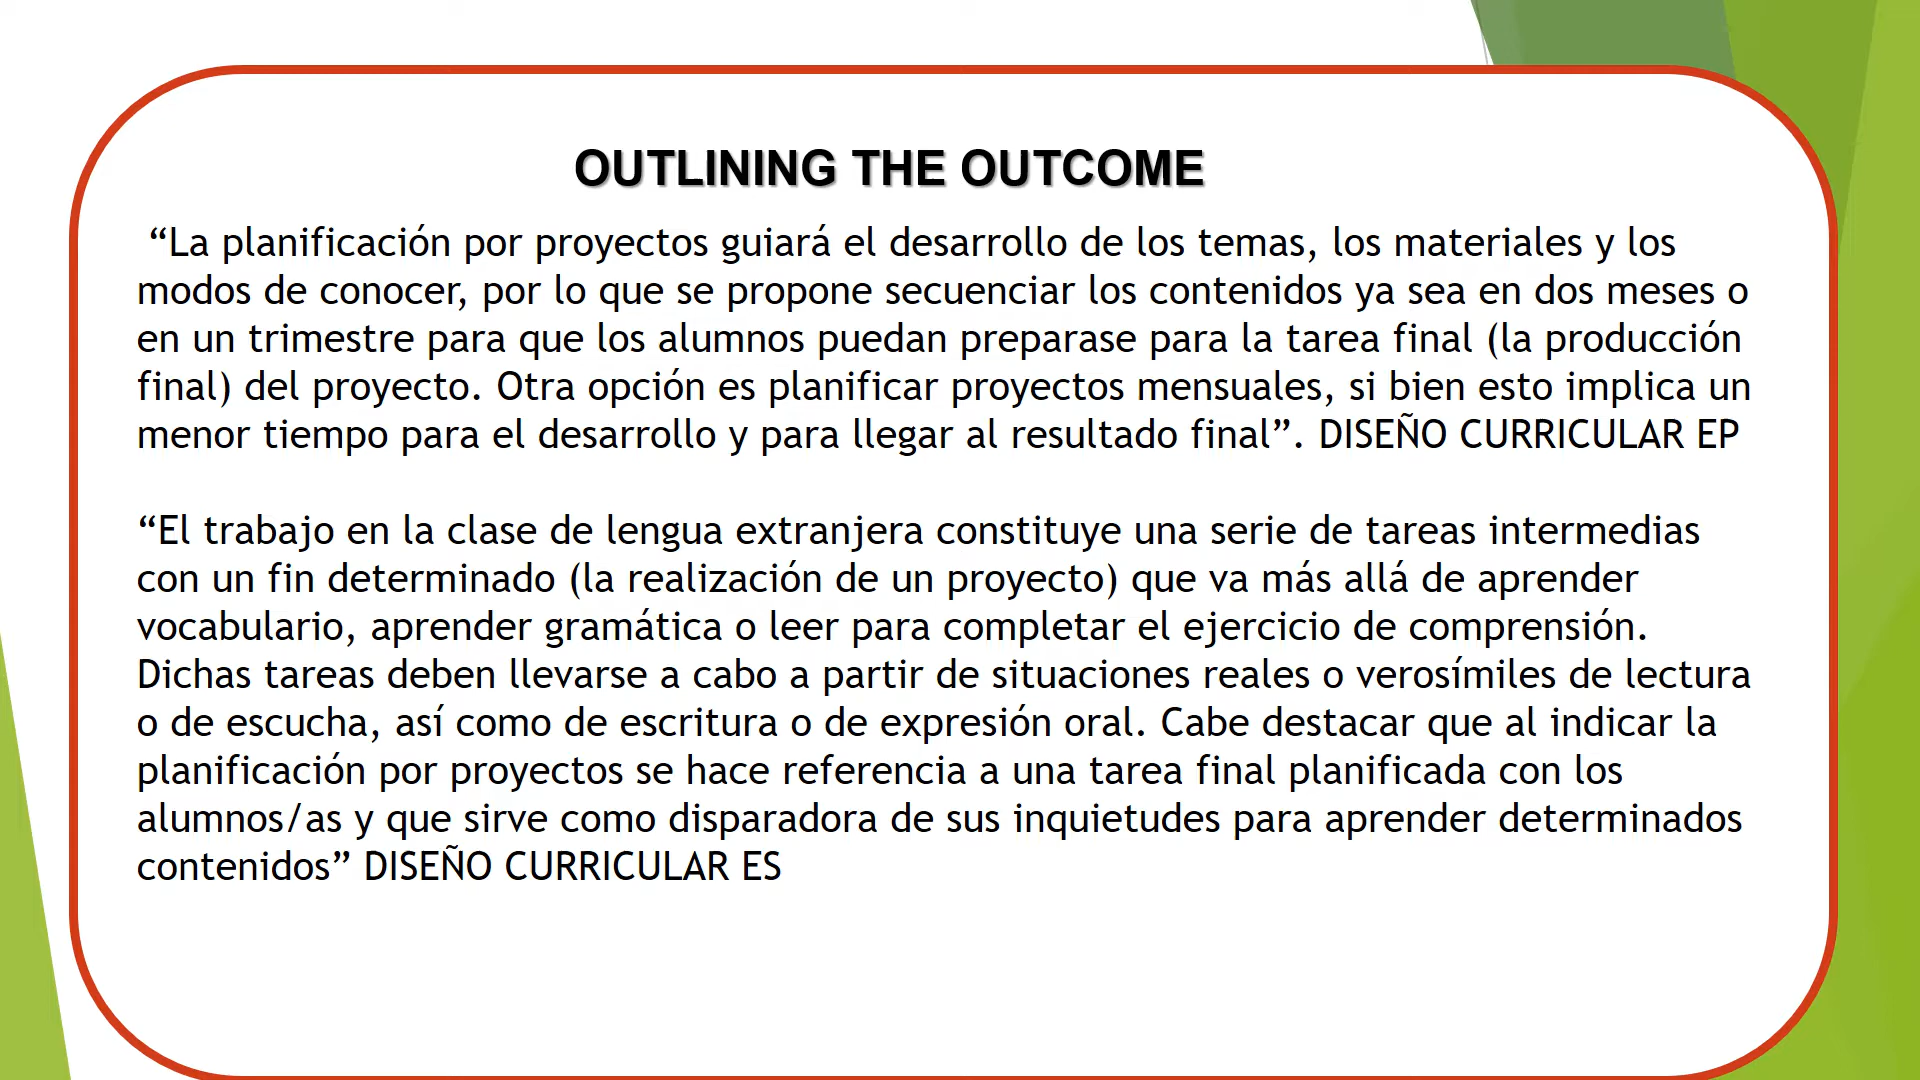 OUTLINING THE OUTCOME
“La planificación por proyectos guiará el desarrollo de los temas, los materiales y los
modos de conocer, por lo que se propone secuenciar los contenidos ya sea en dos meses o
en un trimestre para que los alumnos puedan preparase para la tarea final (la producción
final) del proyecto. Otra opción es planificar proyectos mensuales, si bien esto implica un
menor tiempo para el desarrollo y para llegar al resultado final”. DISEÑO CURRICULAR EP
“El trabajo en la clase de lengua extranjera constituye una serie de tareas intermedias
con un fin determinado (la realización de un proyecto) que va más allá de aprender
vocabulario, aprender gramática o leer para completar el ejercicio de comprensión.
Dichas tareas deben llevarse a cabo a partir de situaciones reales o verosímiles de lectura
o de escucha, así como de escritura o de expresión oral. Cabe destacar que al indicar la
planificación por proyectos se hace referencia a una tarea final planificada con los
alumnos/as y que sirve como disparadora de sus inquietudes para aprender determinados
contenidos” DISEÑO CURRICULAR ES